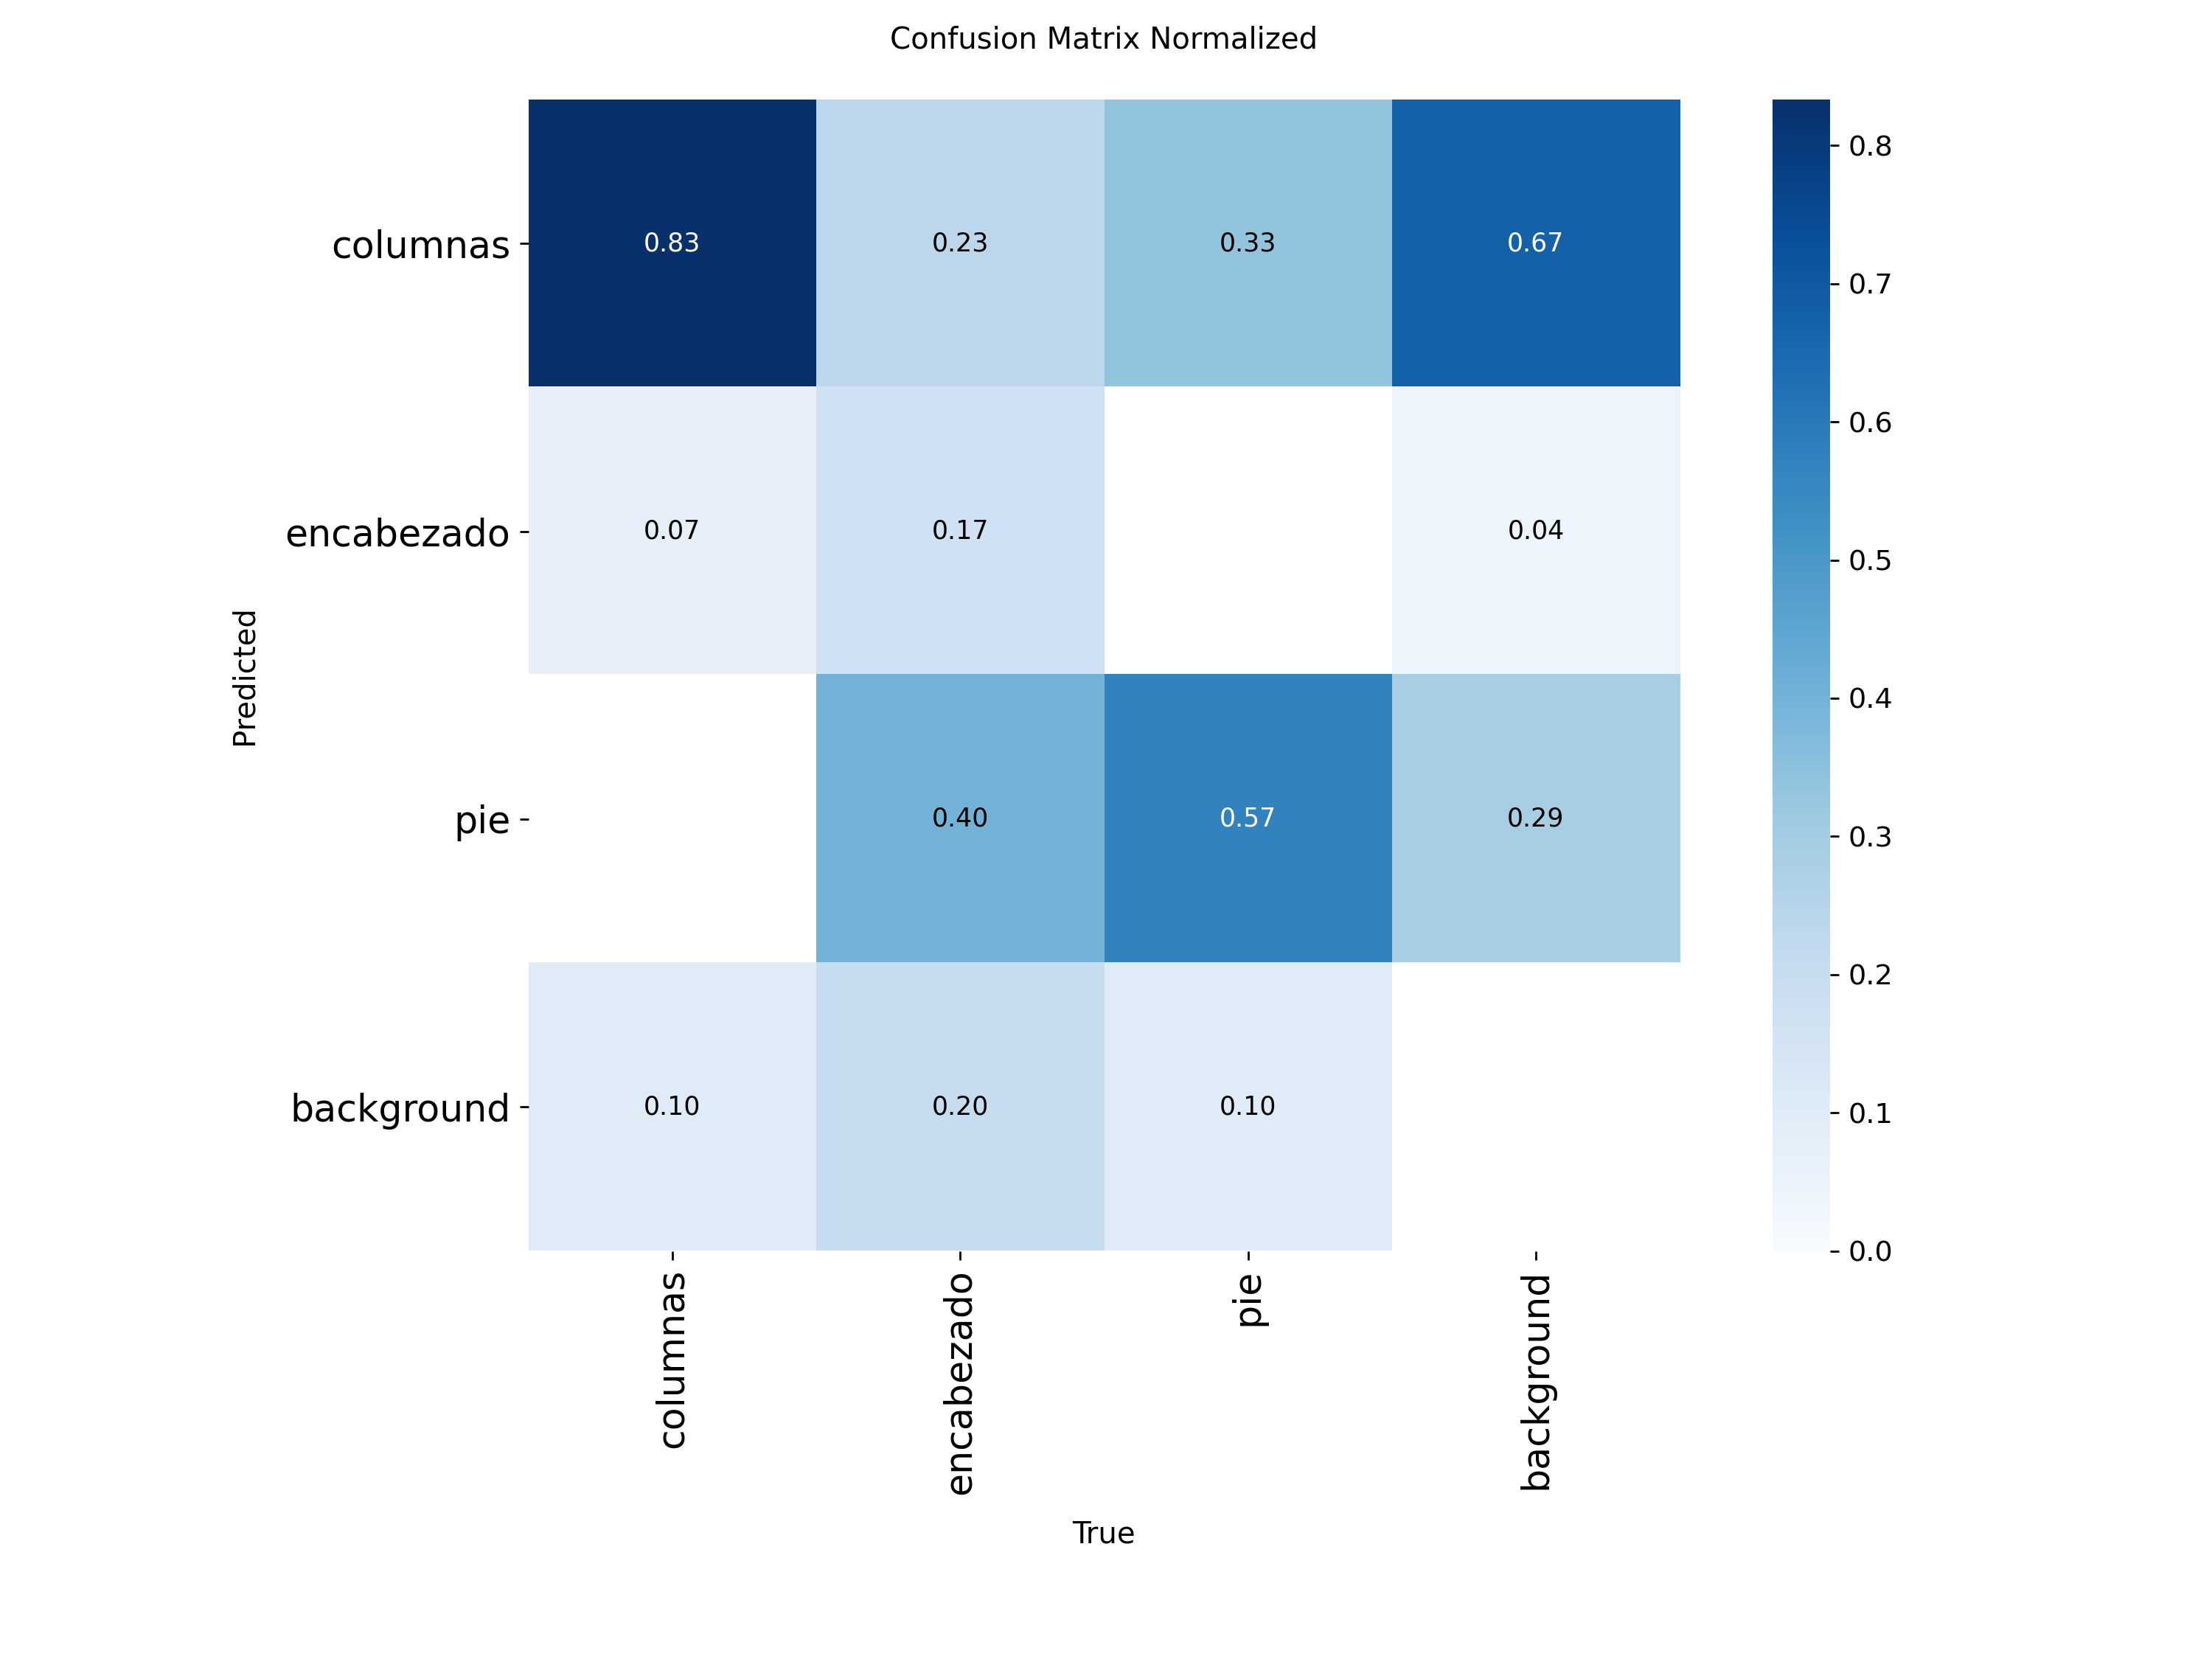 Confusion Matrix Normalized
columnas 0.83 0.23 0.33 0.67
encabezado 0.07 0.17 0.04
pie 0.40 0.57 0.29
background 0.10 0.20 0.10
Predicted
columnas encabezado pie background
True
0.8
0.7
0.6
0.5
0.4
0.3
0.2
0.1
0.0